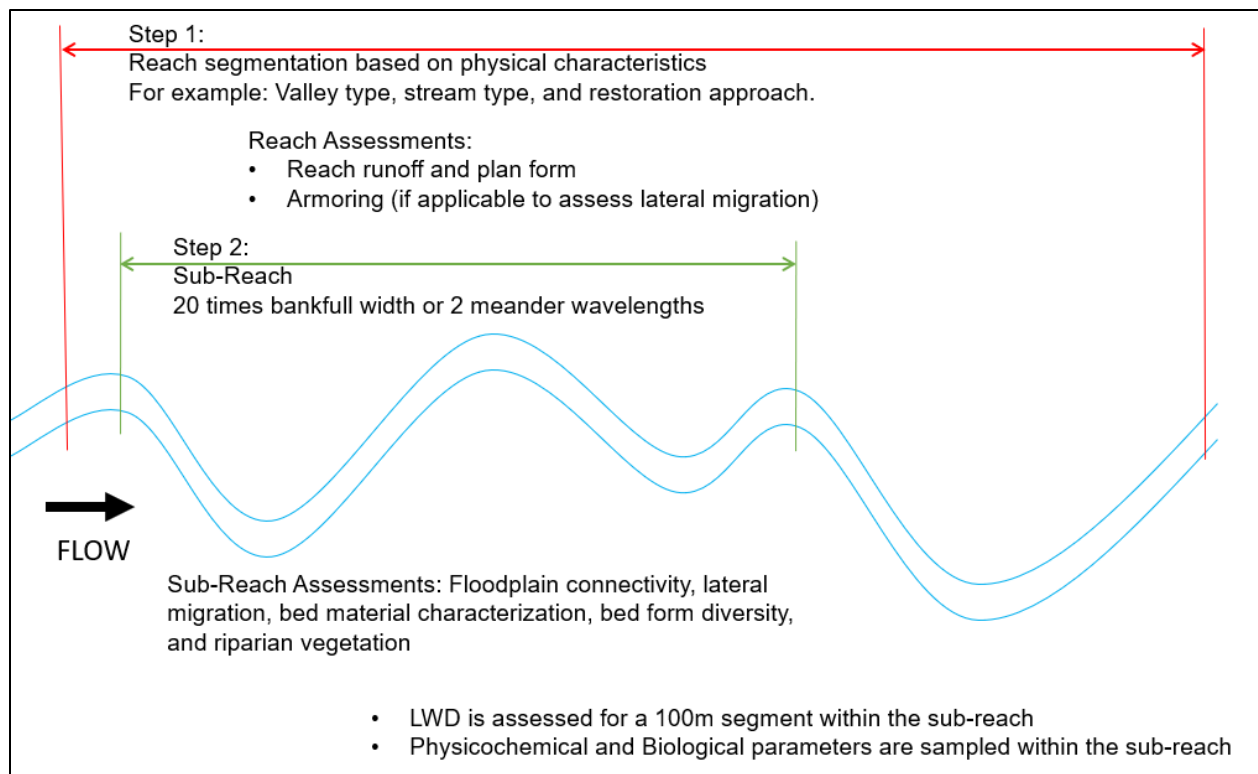 Step 1:
Reach segmentation based on physical characteristics
For example: Valley type, stream type, and restoration approach.
Reach Assessments:
• Reach runoff and plan form
• Armoring (if applicable to assess lateral migration)
Step 2:
Sub-Reach
20 times bankfull width or 2 meander wavelengths
FLOW
Sub-Reach Assessments: Floodplain connectivity, lateral
migration, bed material characterization, bed form diversity,
and riparian vegetation
• LWD is assessed for a 100m segment within the sub-reach
• Physicochemical and Biological parameters are sampled within the sub-reach